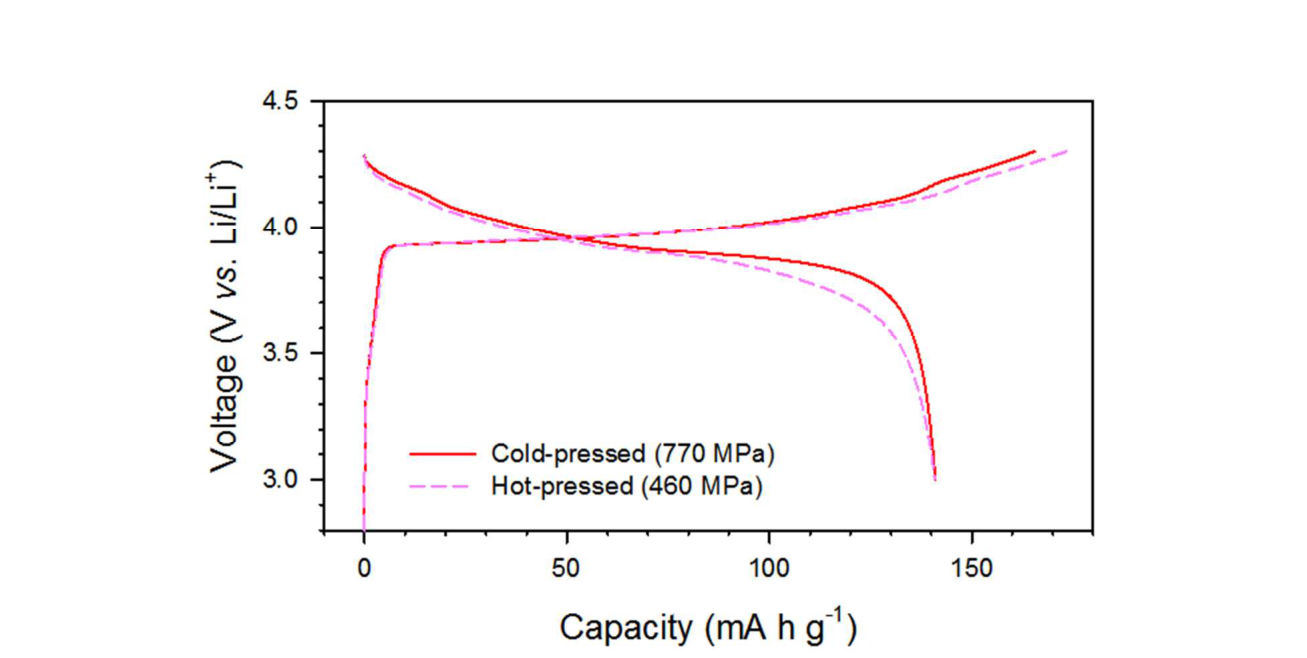 4.5
4.0
3.5
3.0
Voltage (V vs. Li/Li⁺)
Cold-pressed (770 MPa)
Hot-pressed (460 MPa)
0 50 100 150
Capacity (mA h g⁻¹)